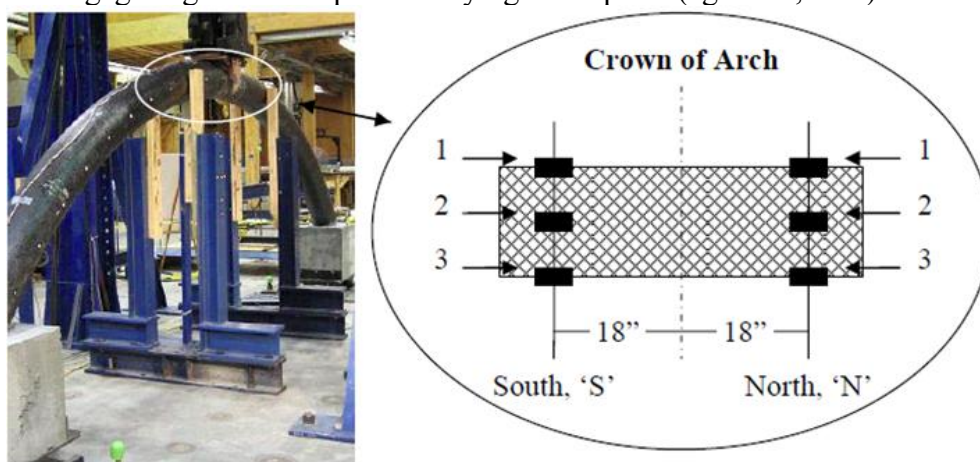 Crown of Arch
1 1
2 2
3 3
18” 18”
South, ‘S’ North, ‘N’